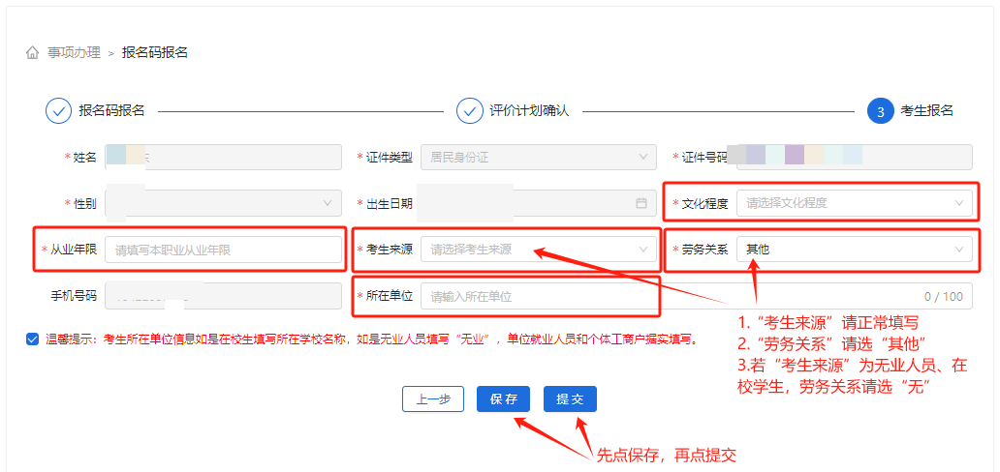 事项办理 > 报名码报名
报名码报名
评价计划确认
3 考生报名
* 姓名
* 证件类型 居民身份证
* 证件号码
* 性别
* 出生日期
* 文化程度 请选择文化程度
* 从业年限 请填写本职业从业年限
* 考生来源 请选择考生来源
* 劳务关系 其他
手机号码
* 所在单位 请输入所在单位 0 / 100
温馨提示：考生所在单位信息如是在校生填写所在学校名称，如是无业人员填写“无业”，单位就业人员和个体工商户据实填写。
1.“考生来源”请正常填写
2.“劳务关系”请选“其他”
3.若“考生来源”为无业人员、在
校学生，劳务关系请选“无”
上一步 保存 提交
先点保存，再点提交